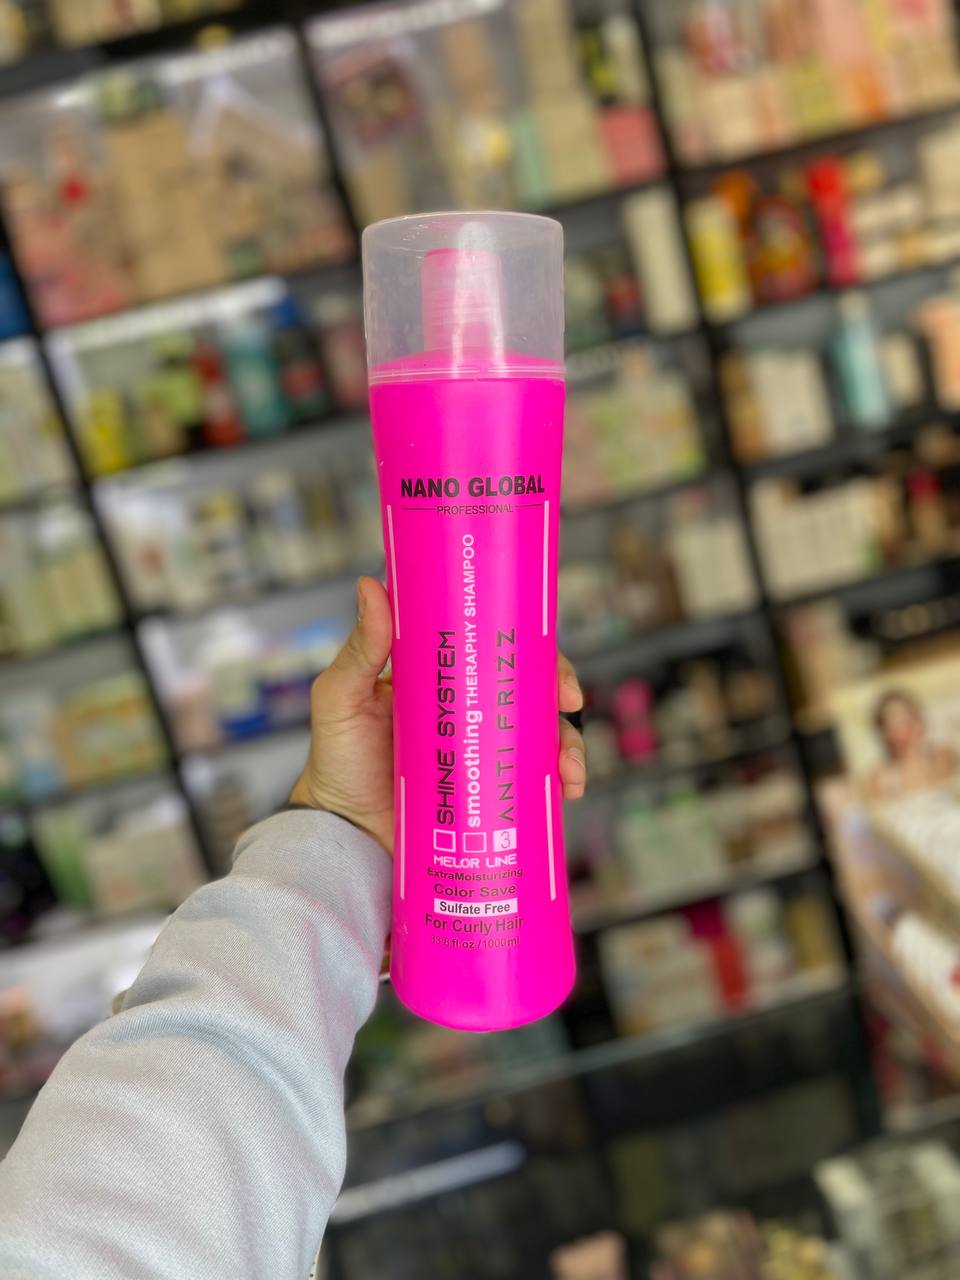 NANO GLOBAL
PROFESSIONAL
SHINE SYSTEM
smoothing THERAPHY SHAMPOO
3 ANTI FRIZZ
MELOR LINE
ExtraMoisturizing
Color Save
Sulfate Free
For Curly Hair
33.8 fl.oz / 1000ml